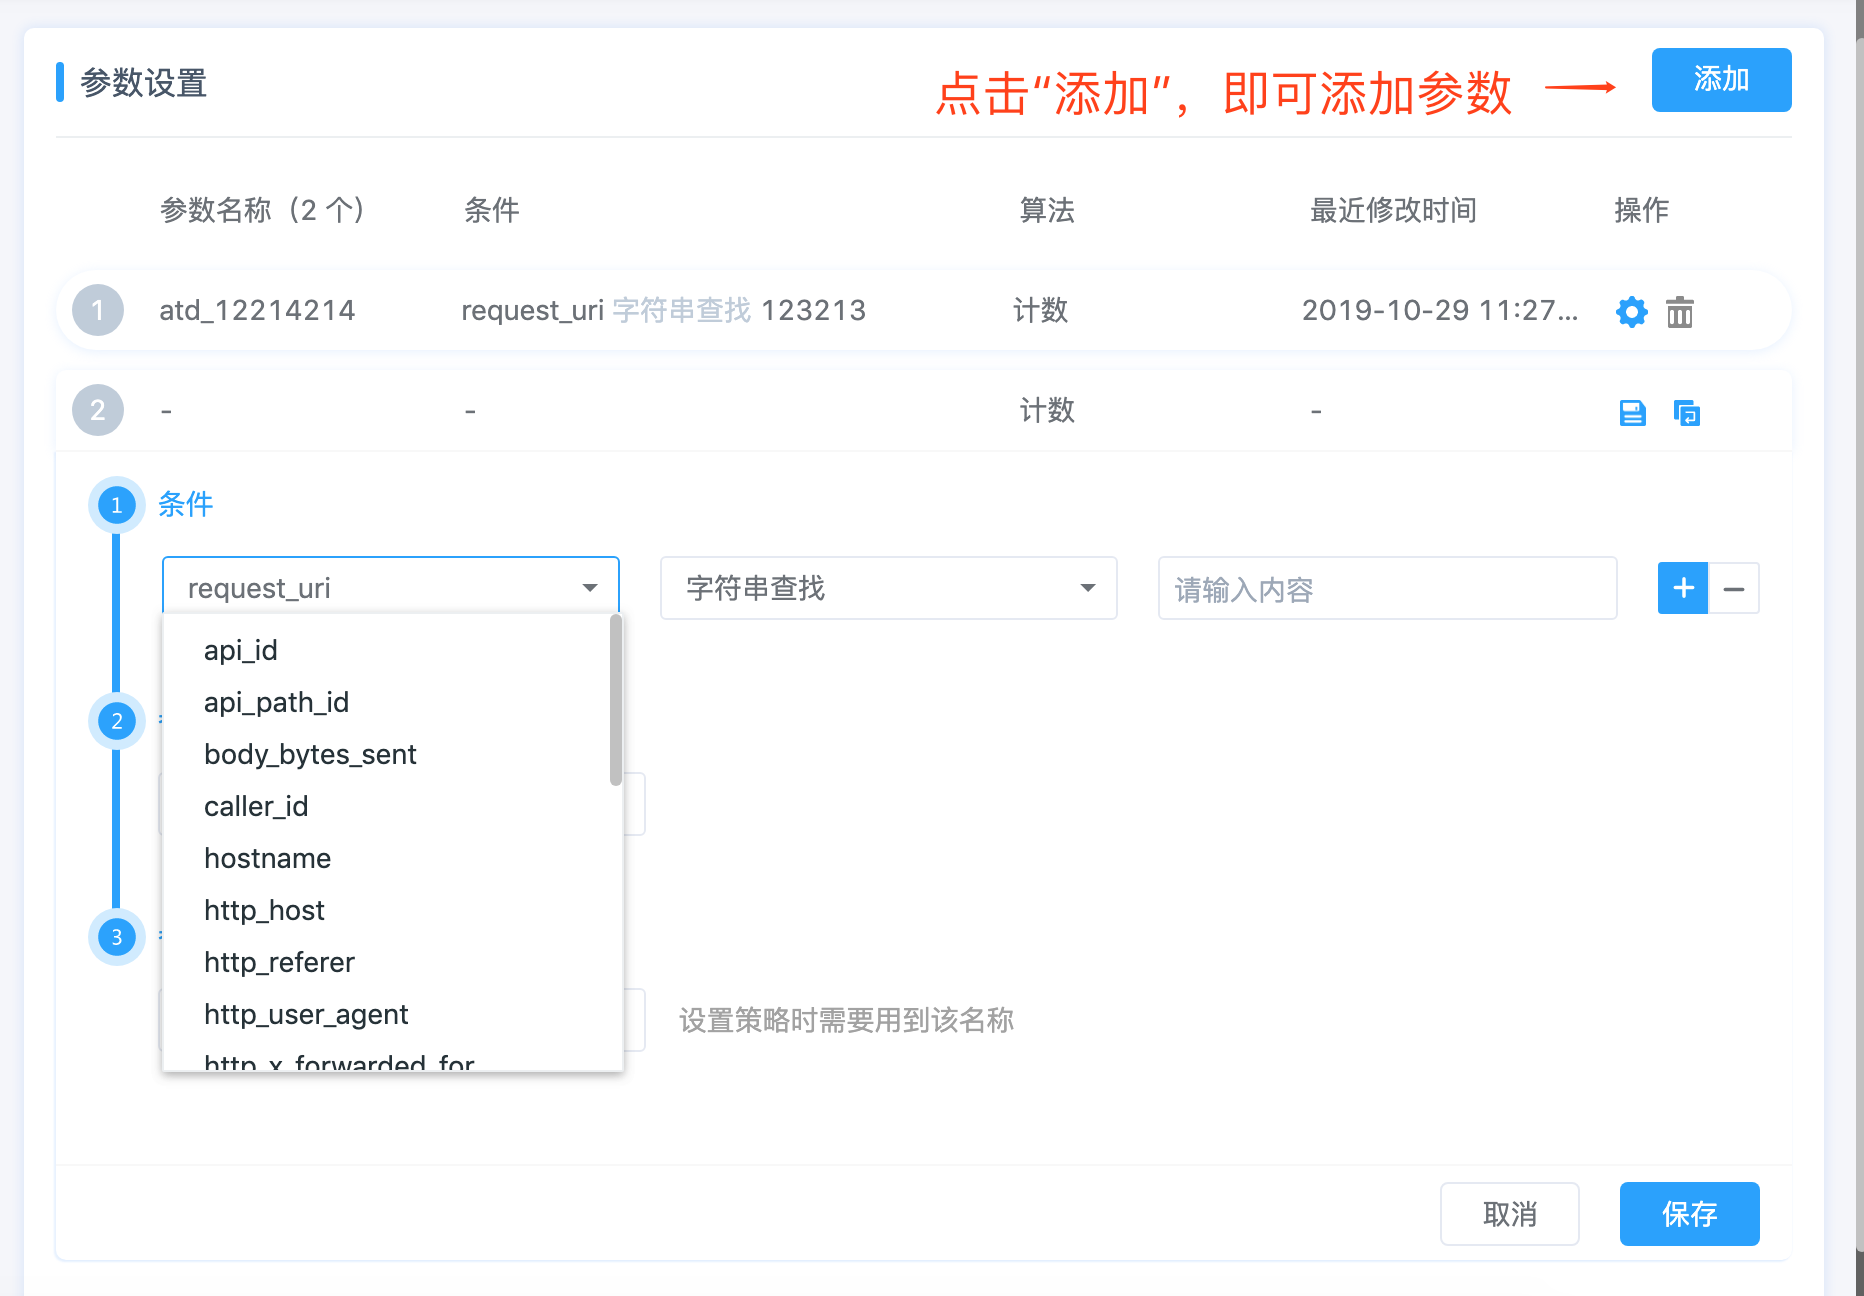 参数设置
点击“添加”，即可添加参数
添加
参数名称（2 个） 条件 算法 最近修改时间 操作
1 atd_12214214 request_uri 字符串查找 123213 计数 2019-10-29 11:27...
2 - - 计数 -
1 条件
request_uri 字符串查找 请输入内容
api_id
api_path_id
2
body_bytes_sent
caller_id
hostname
http_host
3
http_referer
http_user_agent
设置策略时需要用到该名称
http_x_forwarded_for
取消 保存